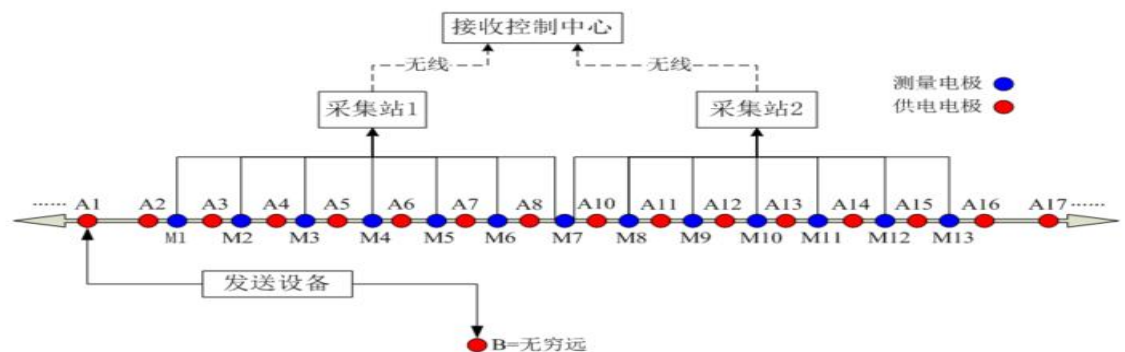 接收控制中心
无线 无线
采集站1 采集站2
测量电极
供电电极
...... A1 A2 A3 A4 A5 A6 A7 A8 A10 A11 A12 A13 A14 A15 A16 A17 ......
M1 M2 M3 M4 M5 M6 M7 M8 M9 M10 M11 M12 M13
发送设备
B=无穷远